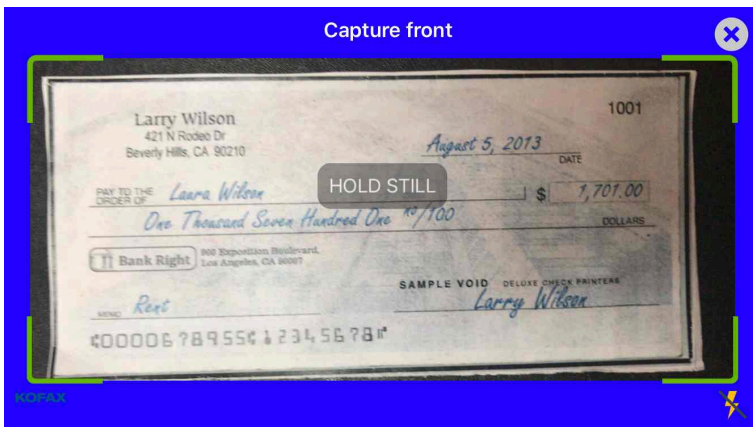 Capture front
Larry Wilson
1001
421 N Rodeo Dr
Beverly Hills, CA 90210
August 5, 2013
DATE
PAY TO THE
ORDER OF
Laura Wilson
HOLD STILL
$ 1,701.00
One Thousand Seven Hundred One no/100
DOLLARS
Bank Right
900 Exposition Boulevard,
Los Angeles, CA 90007
SAMPLE VOID DELUXE CHECK PRINTERS
MEMO Rent
Larry Wilson
⑆000067895⑆12345678⑈
KOFAX